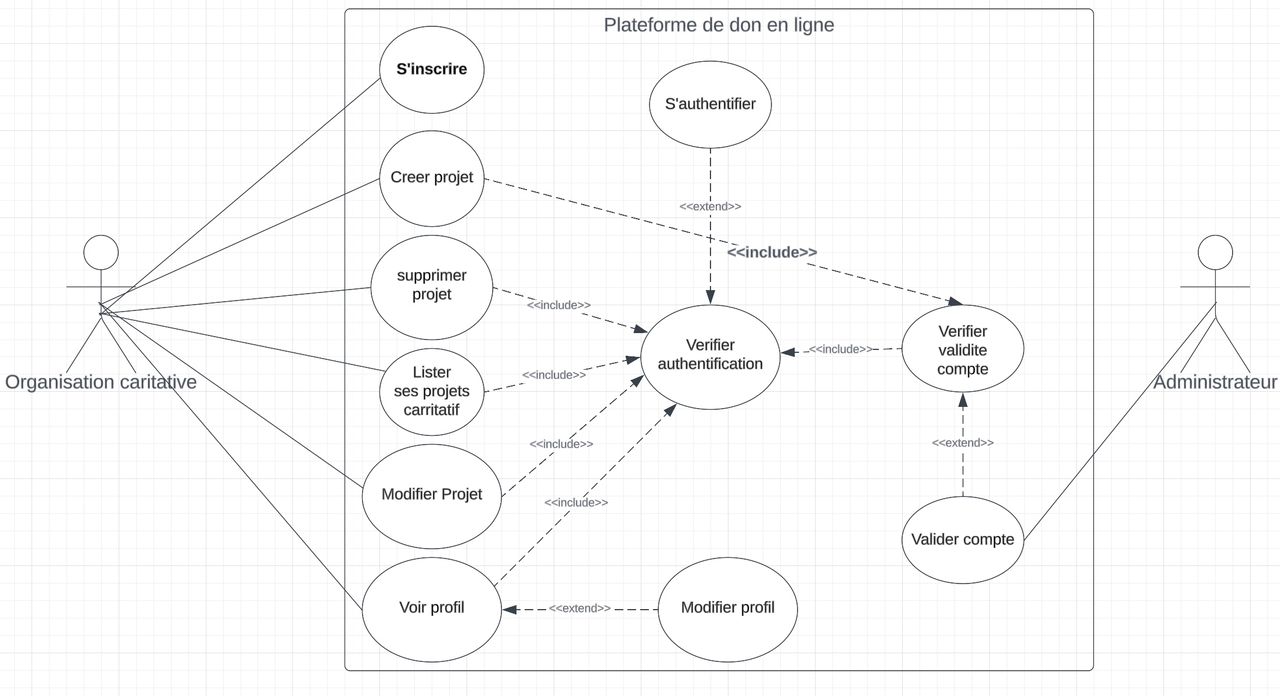 Plateforme de don en ligne
S'inscrire
S'authentifier
Creer projet
<<extend>>
<<include>>
supprimer
projet
<<include>>
Verifier
authentification
Verifier
validite
compte
<<include>>
Organisation caritative
Administrateur
Lister
ses projets
carritatif
<<include>>
<<include>>
<<extend>>
Modifier Projet
<<include>>
Valider compte
Voir profil
<<extend>>
Modifier profil